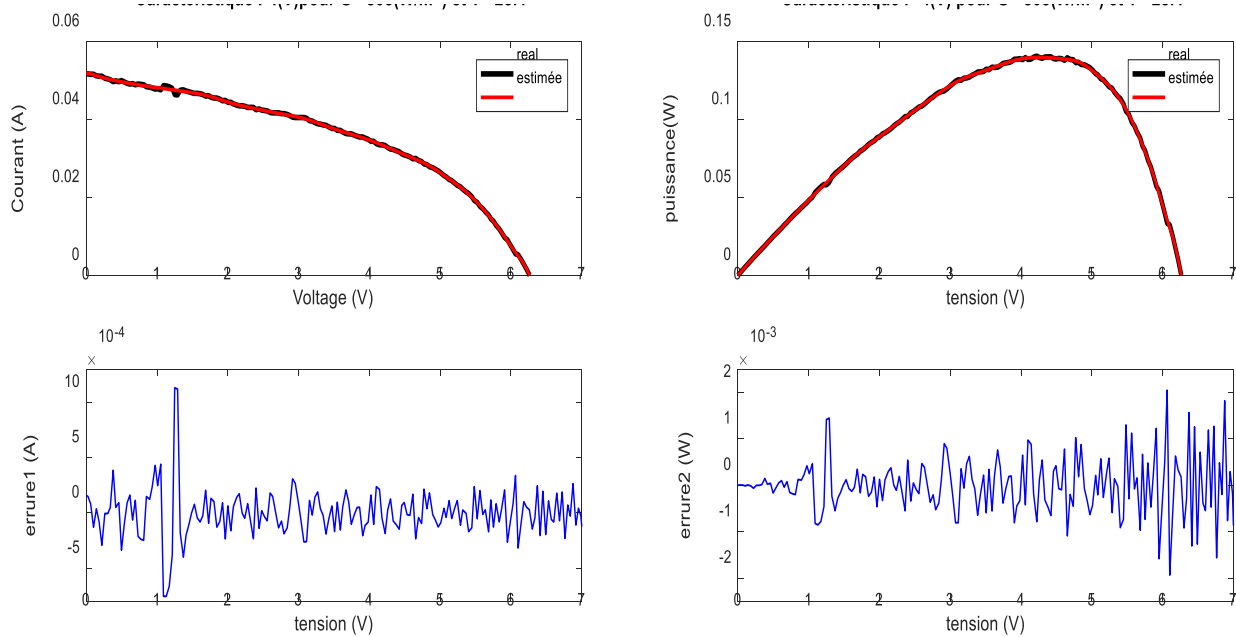 0.06
0.04
0.02
0
Courant (A)
real
estimée
0 1 2 3 4 5 6 7
Voltage (V)
0.15
0.1
0.05
0
puissance(W)
real
estimée
0 1 2 3 4 5 6 7
tension (V)
10-4
×
10
5
0
-5
errure1 (A)
0 1 2 3 4 5 6 7
tension (V)
10-3
×
2
1
0
-1
-2
errure2 (W)
0 1 2 3 4 5 6 7
tension (V)